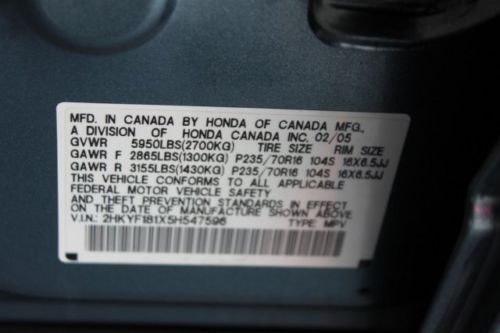 MFD. IN CANADA BY HONDA OF CANADA MFG.,
A DIVISION OF HONDA CANADA INC. 02/05
GVWR 5950LBS(2700KG) TIRE SIZE RIM SIZE
GAWR F 2865LBS(1300KG) P235/70R16 104S 16X6.5JJ
GAWR R 3155LBS(1430KG) P235/70R16 104S 16X6.5JJ
THIS VEHICLE CONFORMS TO ALL APPLICABLE
FEDERAL MOTOR VEHICLE SAFETY
AND THEFT PREVENTION STANDARDS IN EFFECT
ON THE DATE OF MANUFACTURE SHOWN ABOVE.
V.I.N.: 2HKYF181X5H547596 TYPE MPV